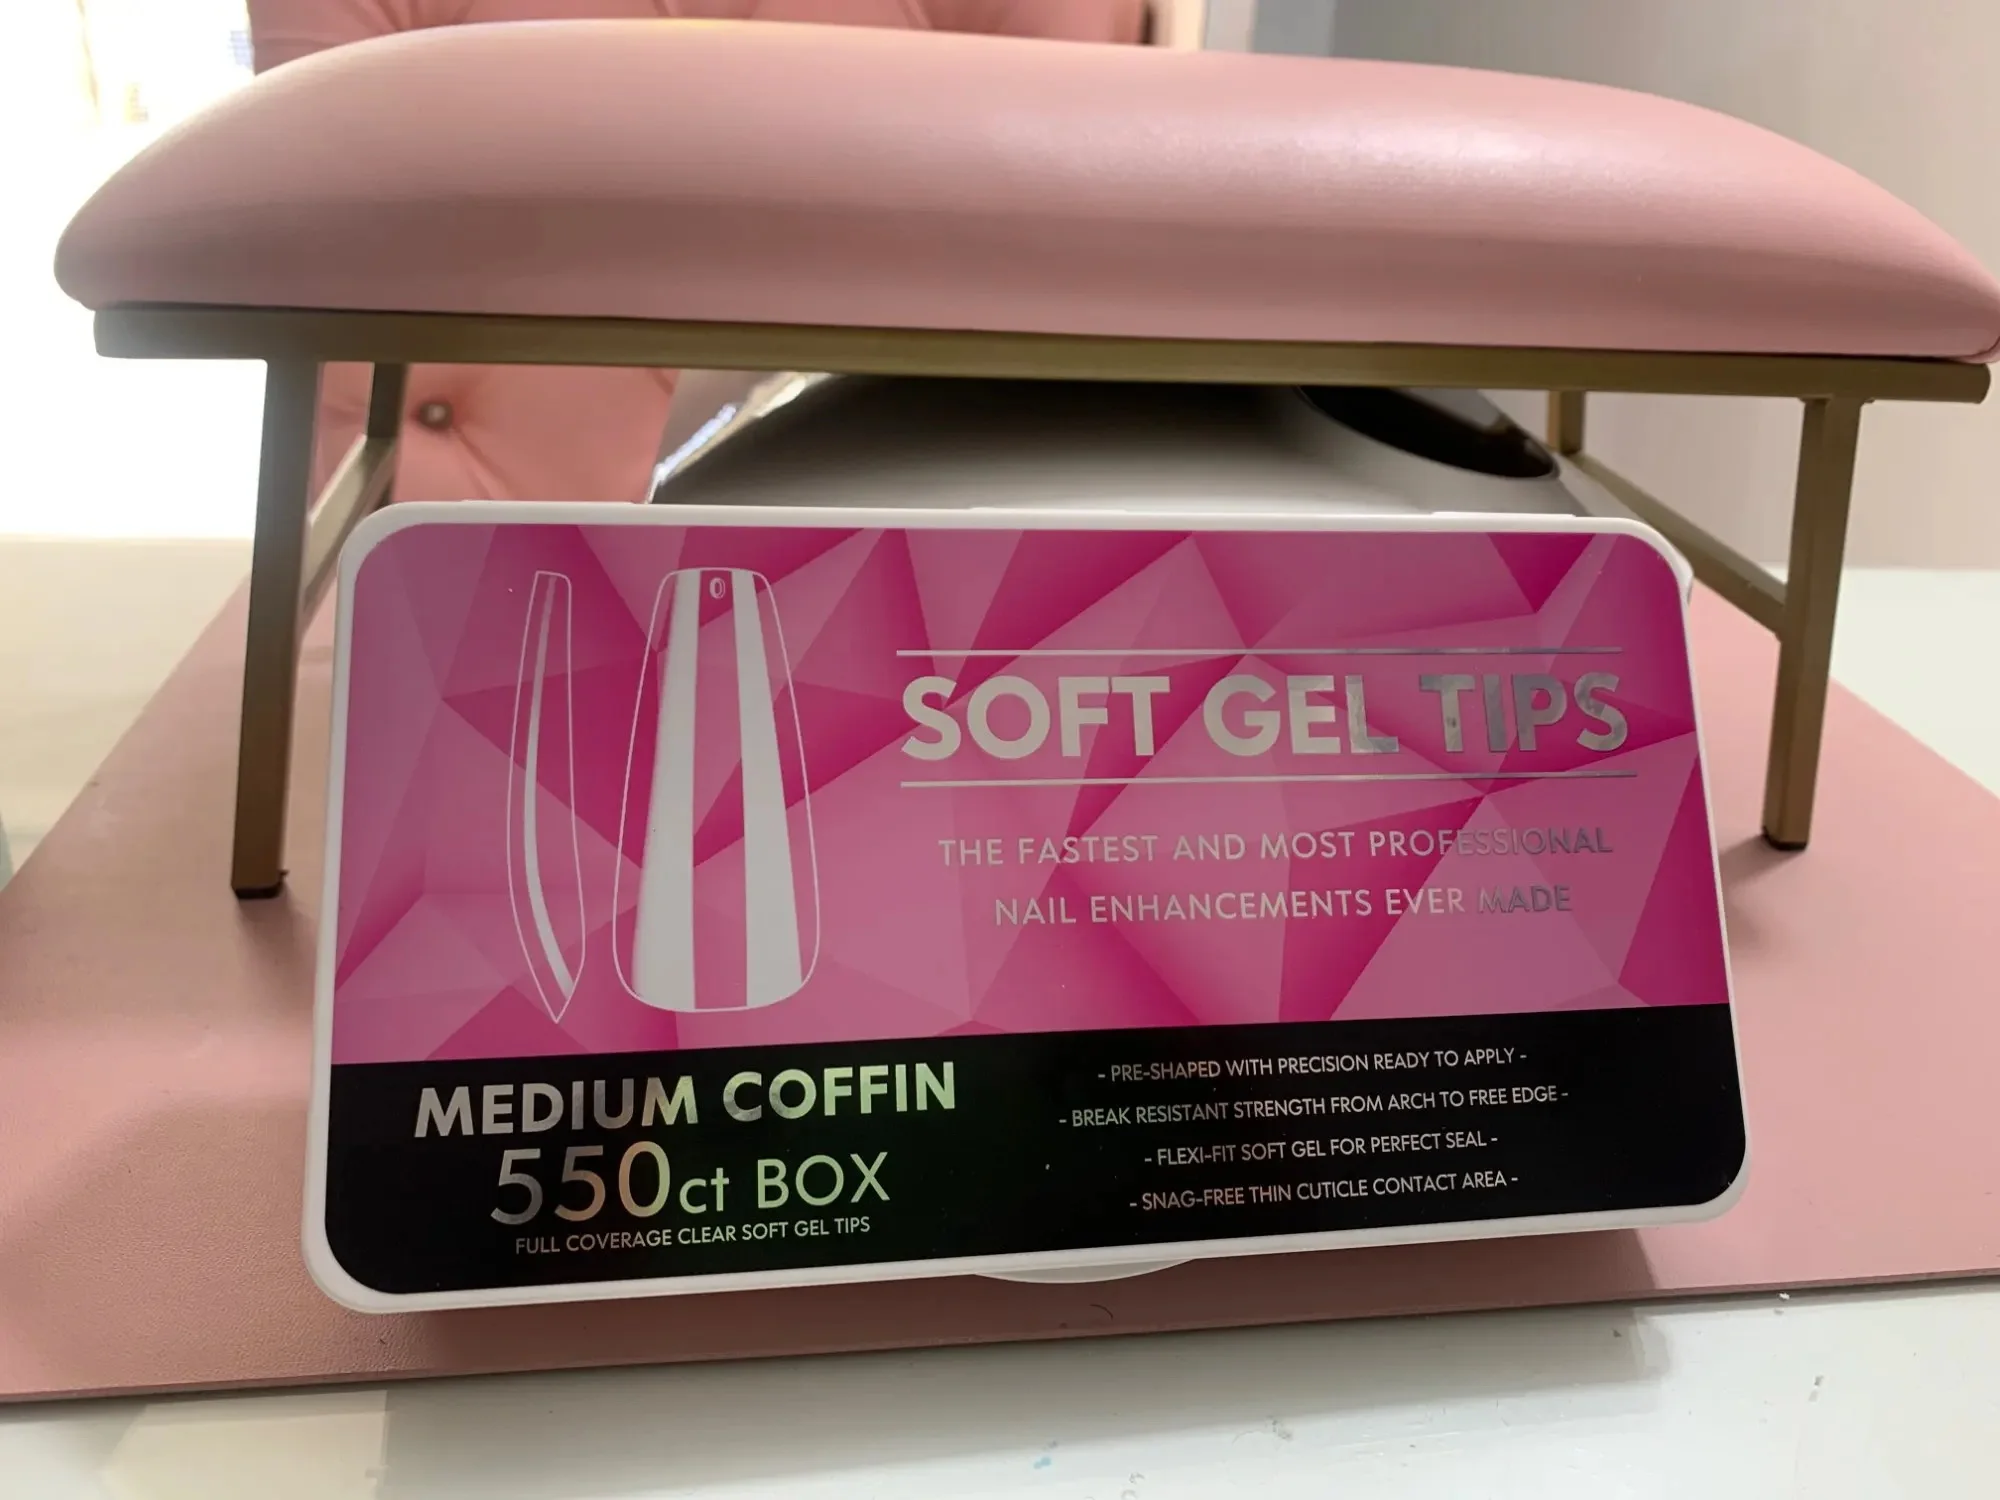 SOFT GEL TIPS
THE FASTEST AND MOST PROFESSIONAL
NAIL ENHANCEMENTS EVER MADE
MEDIUM COFFIN
550ct BOX
FULL COVERAGE CLEAR SOFT GEL TIPS
- PRE-SHAPED WITH PRECISION READY TO APPLY -
- BREAK RESISTANT STRENGTH FROM ARCH TO FREE EDGE -
- FLEXI-FIT SOFT GEL FOR PERFECT SEAL -
- SNAG-FREE THIN CUTICLE CONTACT AREA -
0